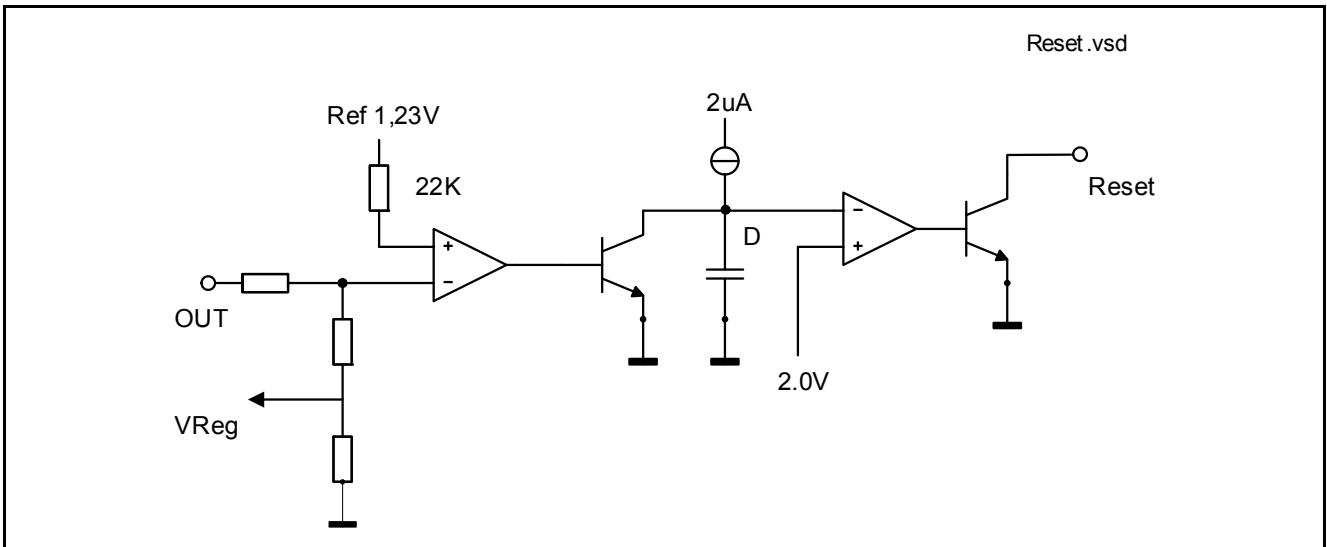 Reset.vsd
Ref 1,23V
2uA
22K
Reset
+
-
D
-
+
OUT
2.0V
VReg